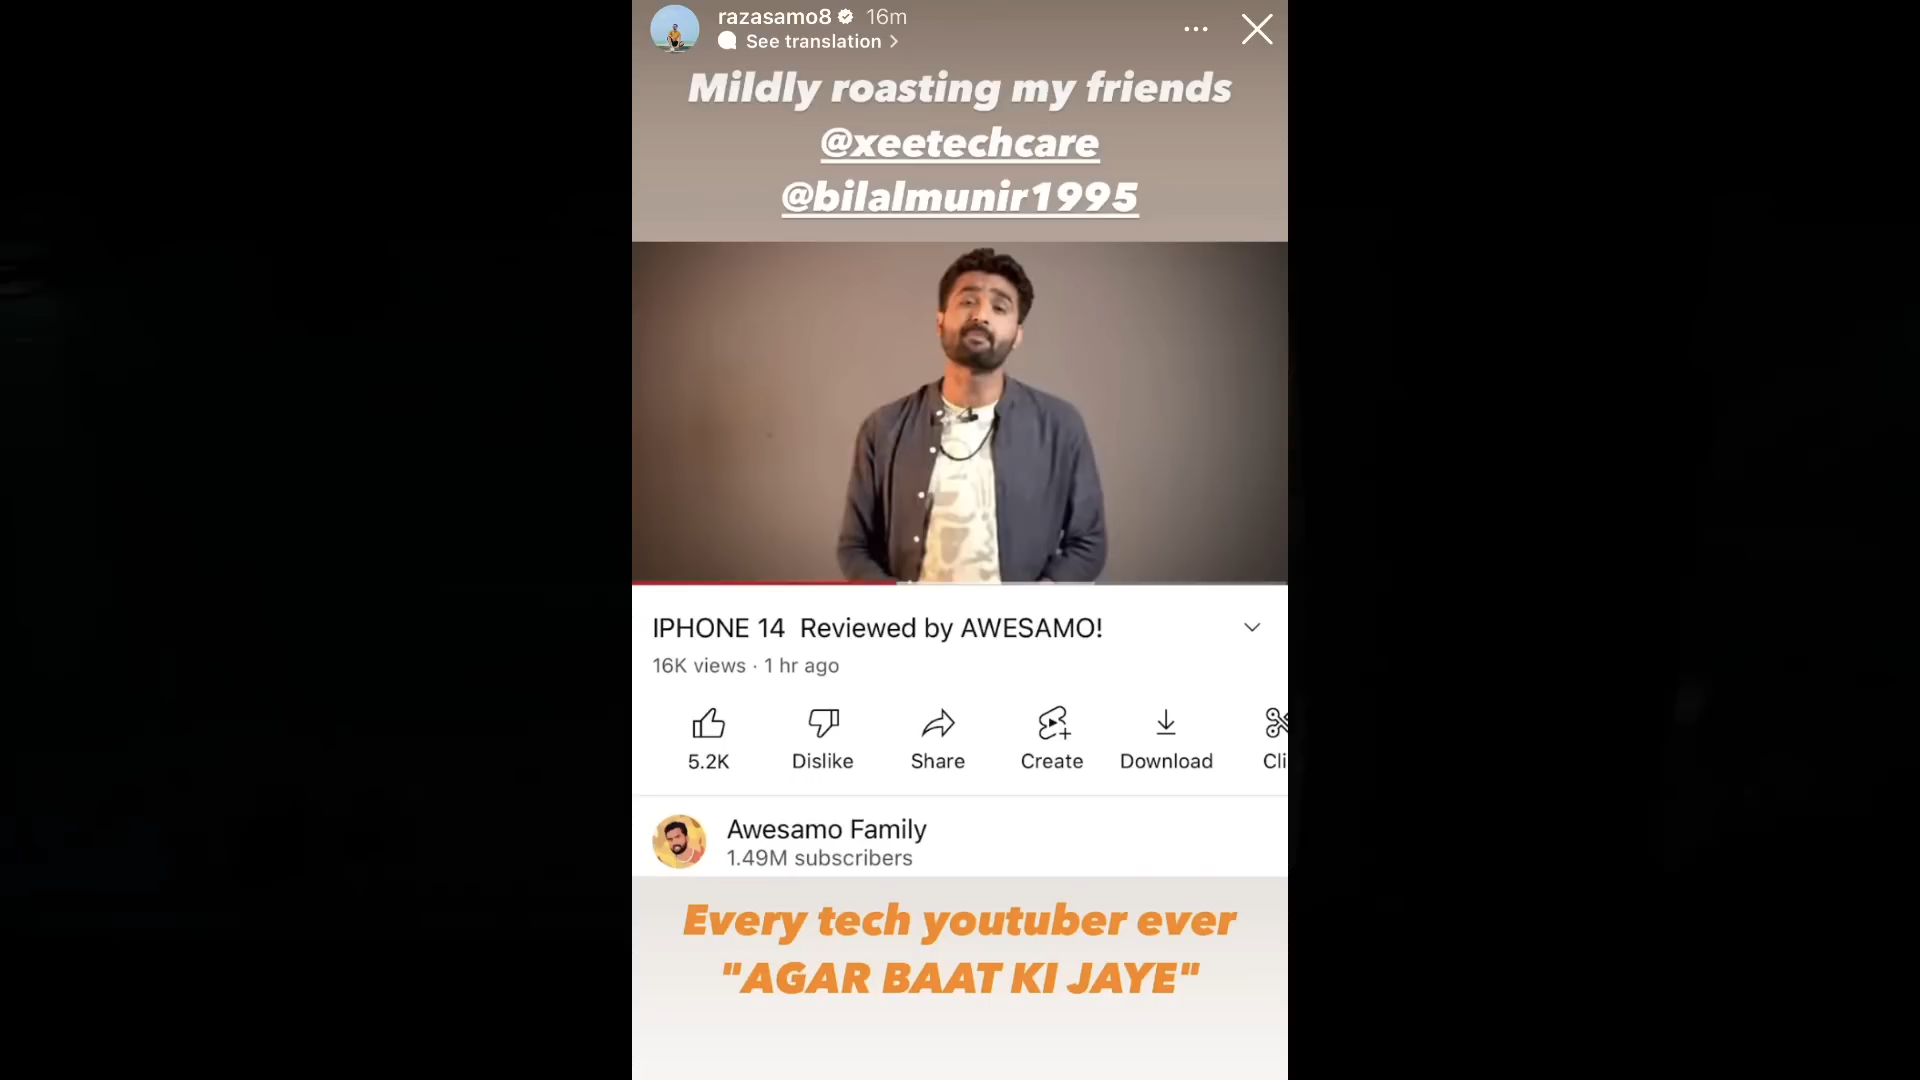 razasamo8 16m
See translation >
Mildly roasting my friends
@xeetechcare
@bilalmunir1995
IPHONE 14 Reviewed by AWESAMO!
16K views · 1 hr ago
5.2K Dislike Share Create Download Cli
Awesamo Family
1.49M subscribers
Every tech youtuber ever
"AGAR BAAT KI JAYE"